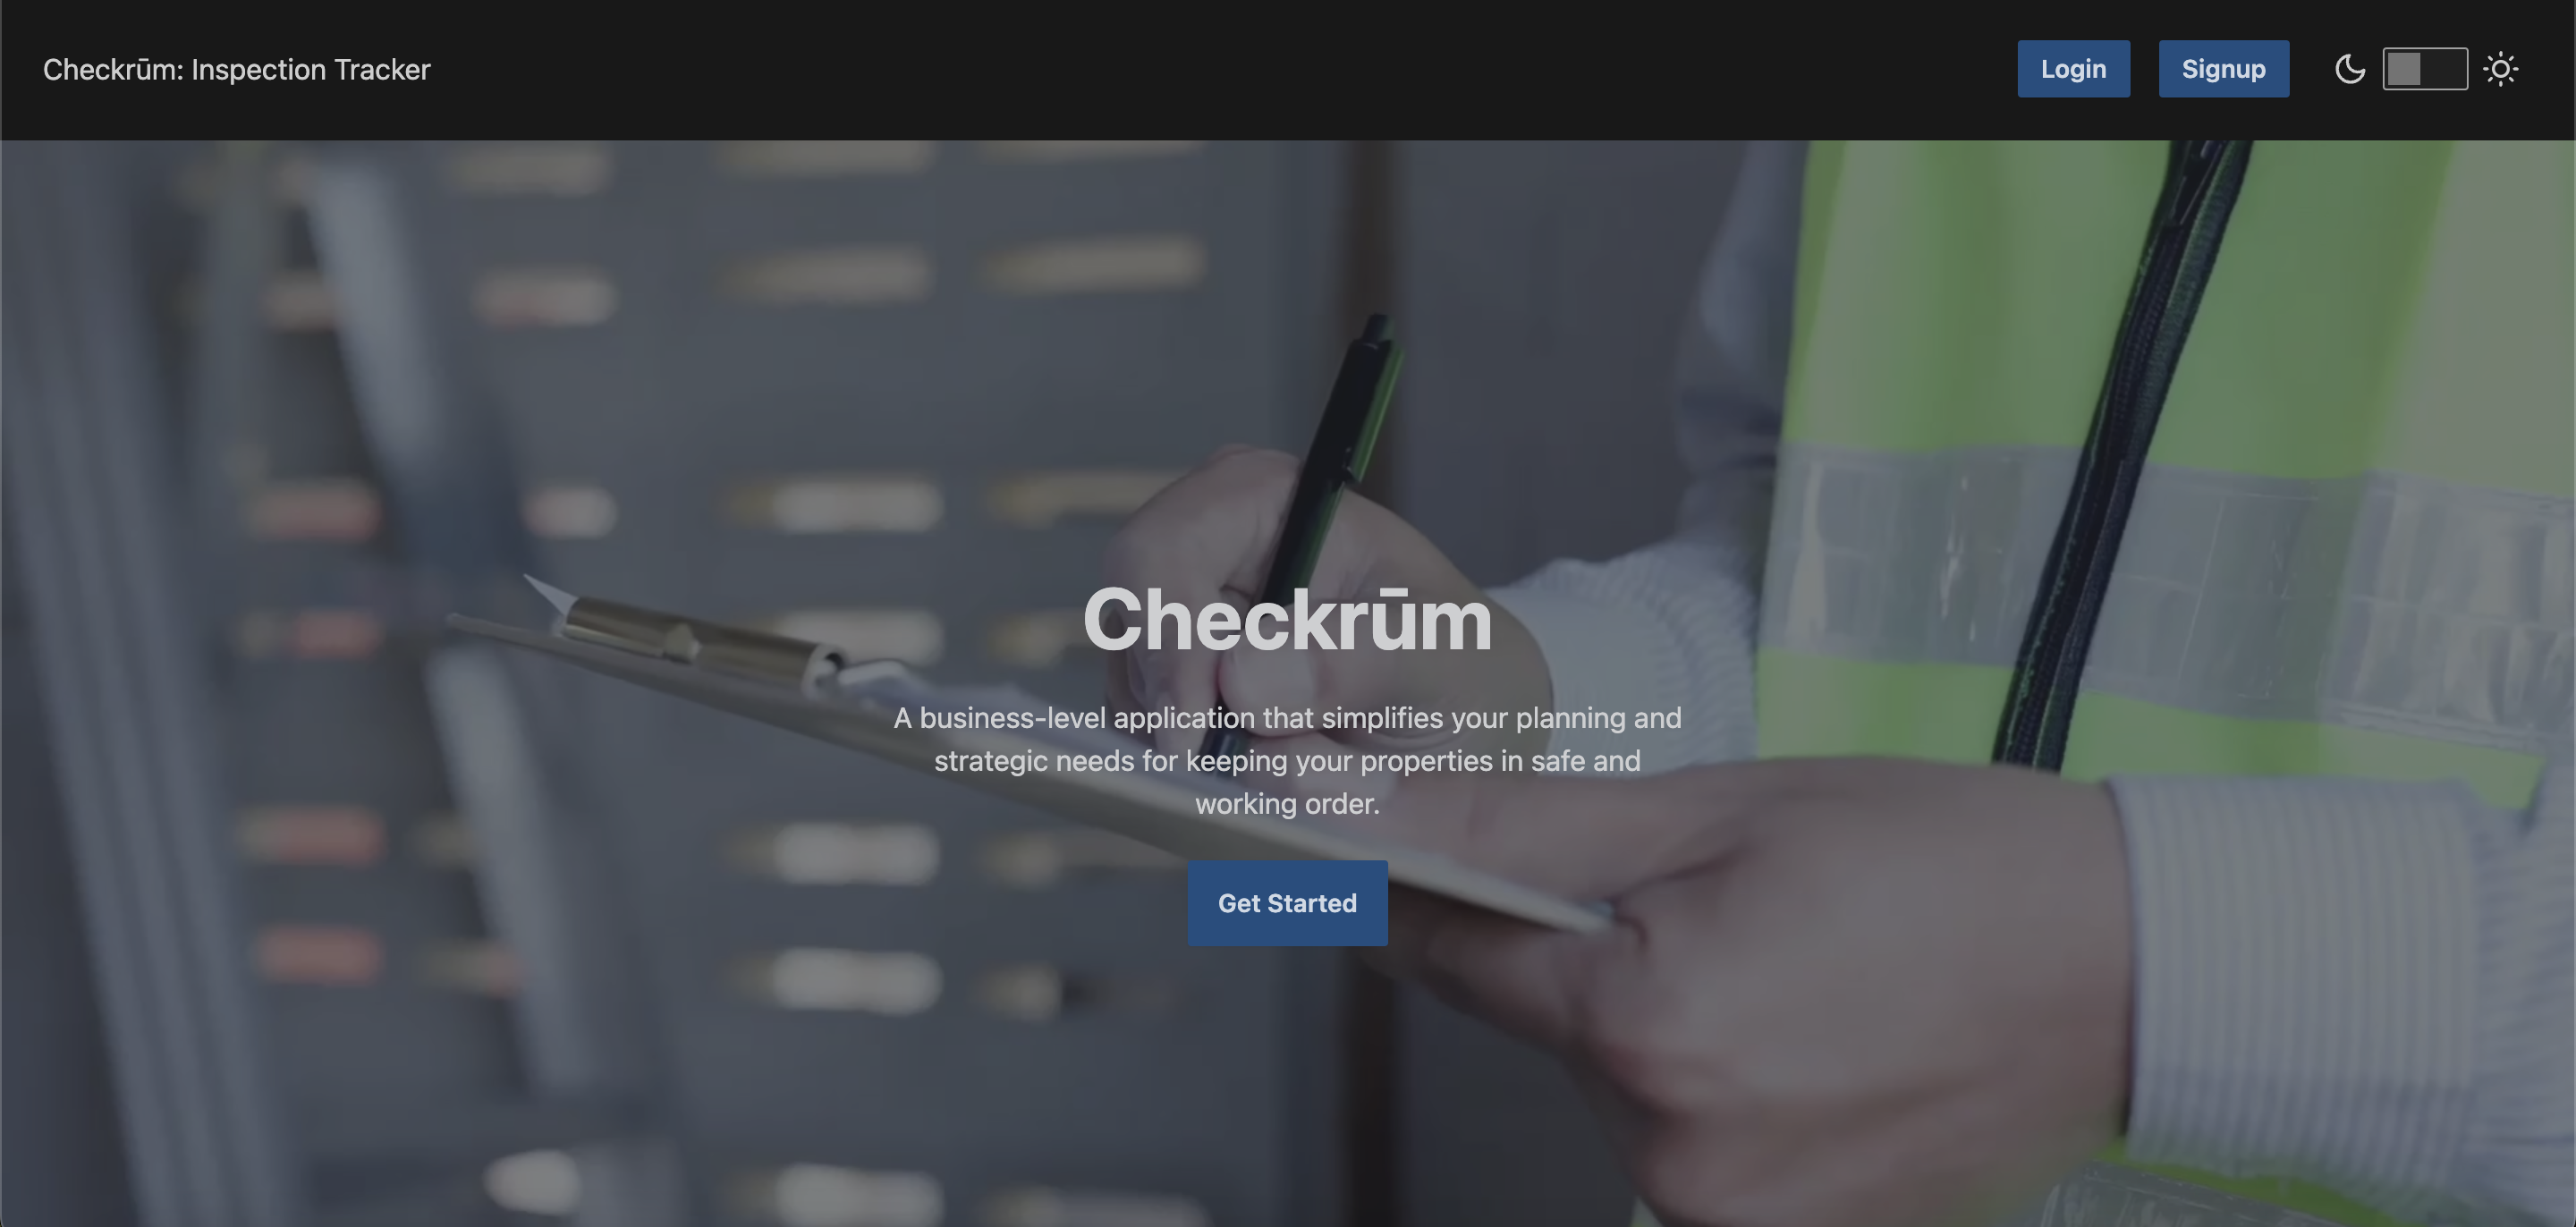 Checkrūm: Inspection Tracker
Login
Signup
Checkrūm
A business-level application that simplifies your planning and
strategic needs for keeping your properties in safe and
working order.
Get Started